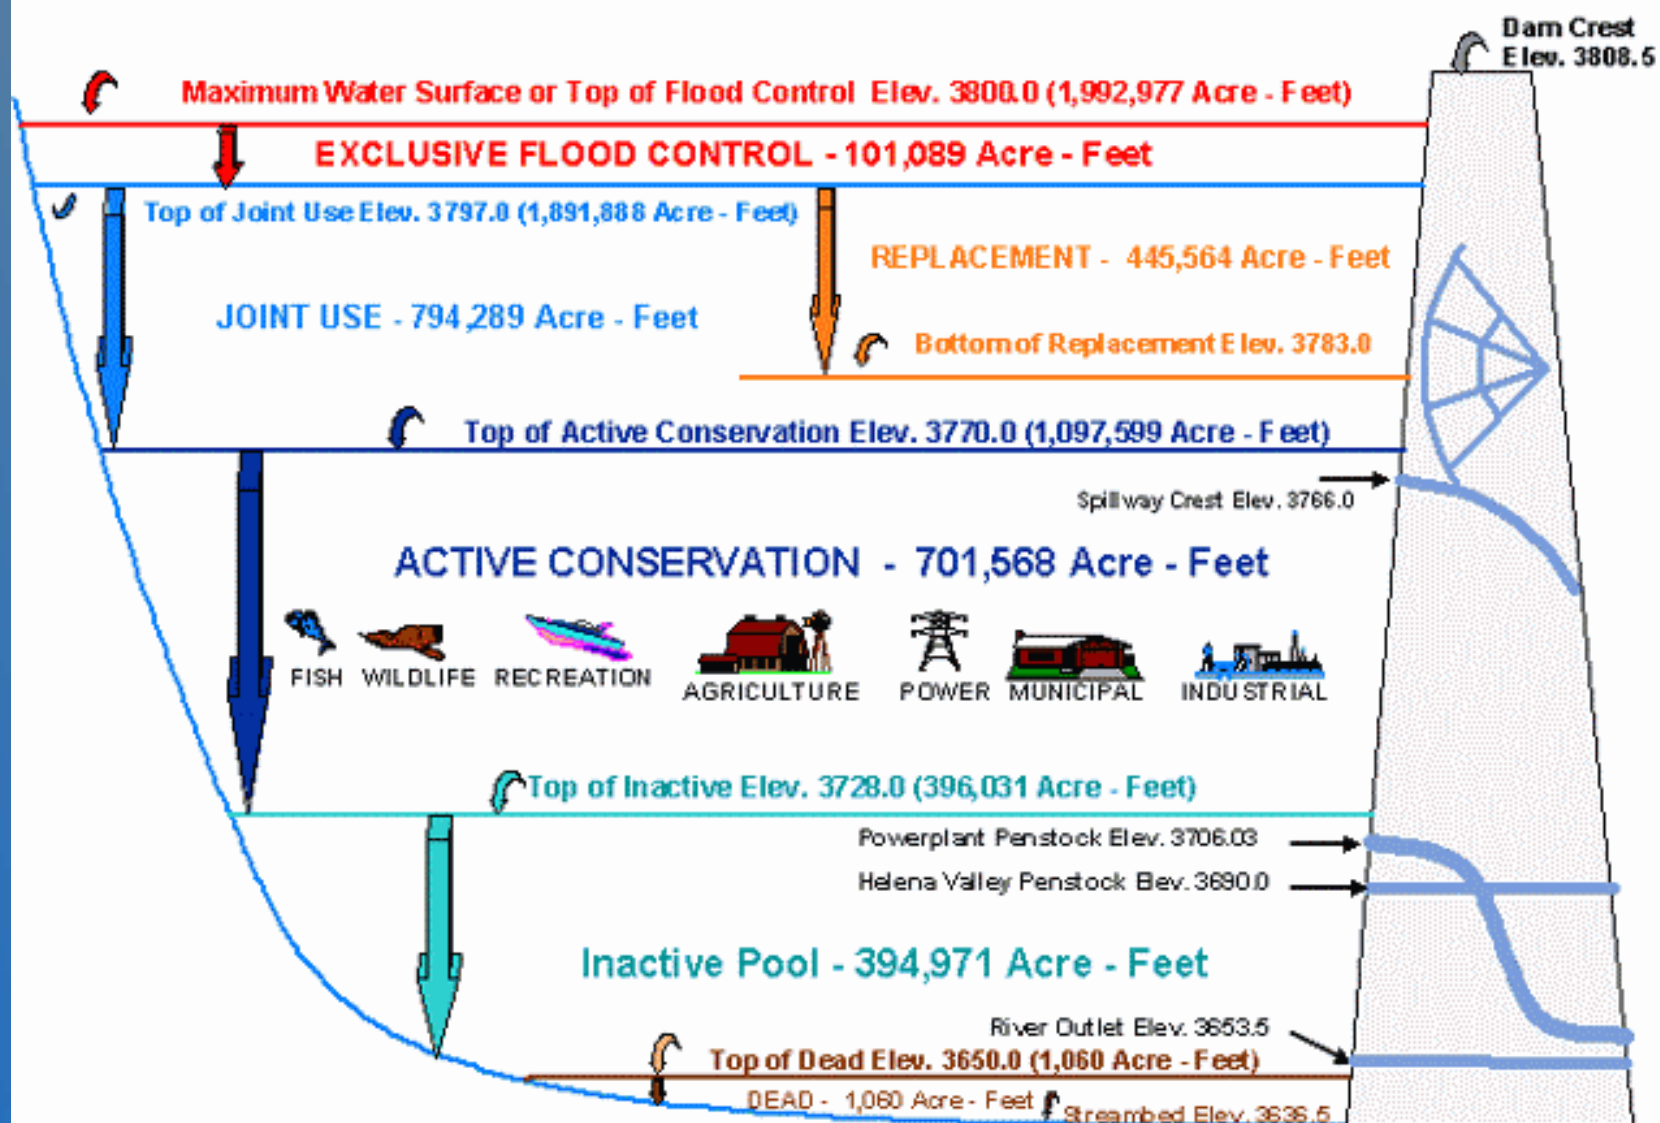 Dam Crest
Elev. 3808.5
Maximum Water Surface or Top of Flood Control Elev. 3800.0 (1,992,977 Acre - Feet)
EXCLUSIVE FLOOD CONTROL - 101,089 Acre - Feet
Top of Joint Use Elev. 3797.0 (1,891,888 Acre - Feet)
REPLACEMENT - 445,564 Acre - Feet
JOINT USE - 794,289 Acre - Feet
Bottom of Replacement Elev. 3783.0
Top of Active Conservation Elev. 3770.0 (1,097,599 Acre - Feet)
Spillway Crest Elev. 3766.0
ACTIVE CONSERVATION - 701,568 Acre - Feet
FISH WILDLIFE RECREATION AGRICULTURE POWER MUNICIPAL INDUSTRIAL
Top of Inactive Elev. 3728.0 (396,031 Acre - Feet)
Powerplant Penstock Elev. 3706.03
Helena Valley Penstock Elev. 3690.0
Inactive Pool - 394,971 Acre - Feet
River Outlet Elev. 3653.5
Top of Dead Elev. 3650.0 (1,060 Acre - Feet)
DEAD - 1,060 Acre - Feet
Streambed Elev. 3636.5